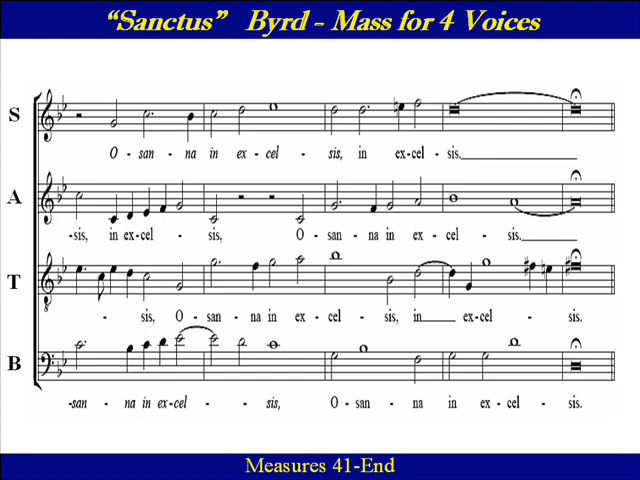 “Sanctus” Byrd - Mass for 4 Voices
S
O - san - na in ex - cel - sis, in ex-cel - sis.
A
-sis, in ex-cel - sis, O - san - na in ex - cel - sis.
T
- sis, O - san - na in ex - cel - sis, in ex - cel - sis.
B
-san - na in ex-cel - - sis, O - san - na in ex - cel - sis.
Measures 41-End